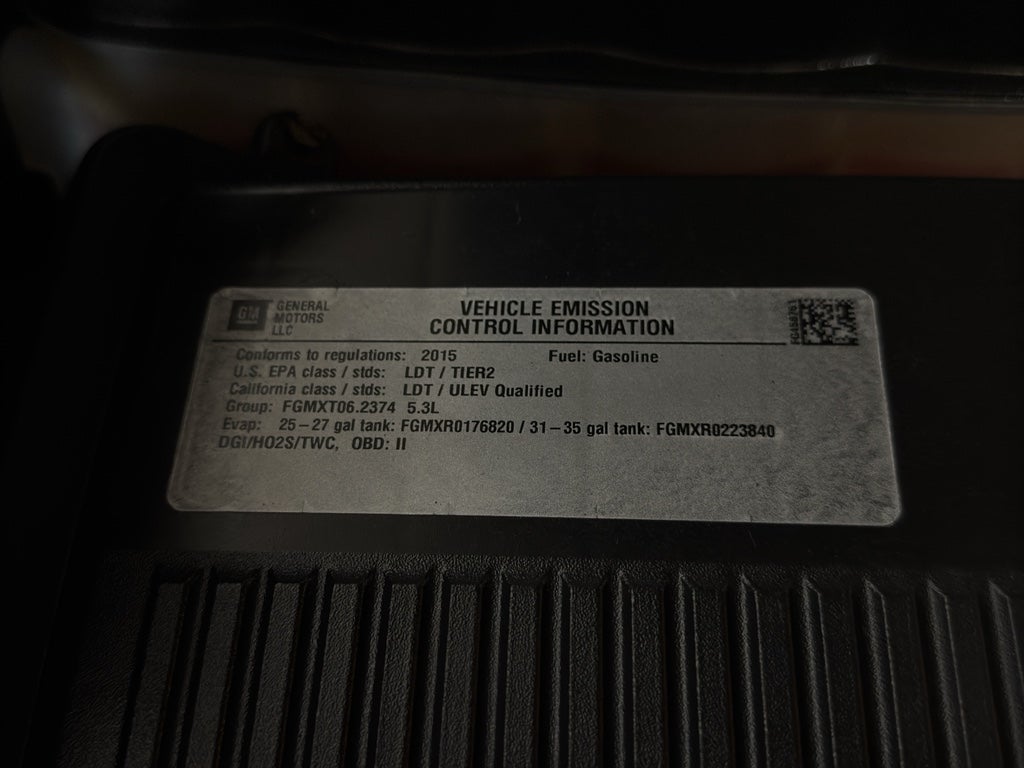 GM GENERAL MOTORS LLC
VEHICLE EMISSION
CONTROL INFORMATION
Conforms to regulations: 2015 Fuel: Gasoline
U.S. EPA class / stds: LDT / TIER2
California class / stds: LDT / ULEV Qualified
Group: FGMXT06.2374 5.3L
Evap: 25–27 gal tank: FGMXR0176820 / 31–35 gal tank: FGMXR0223840
DGI/HO2S/TWC, OBD: II